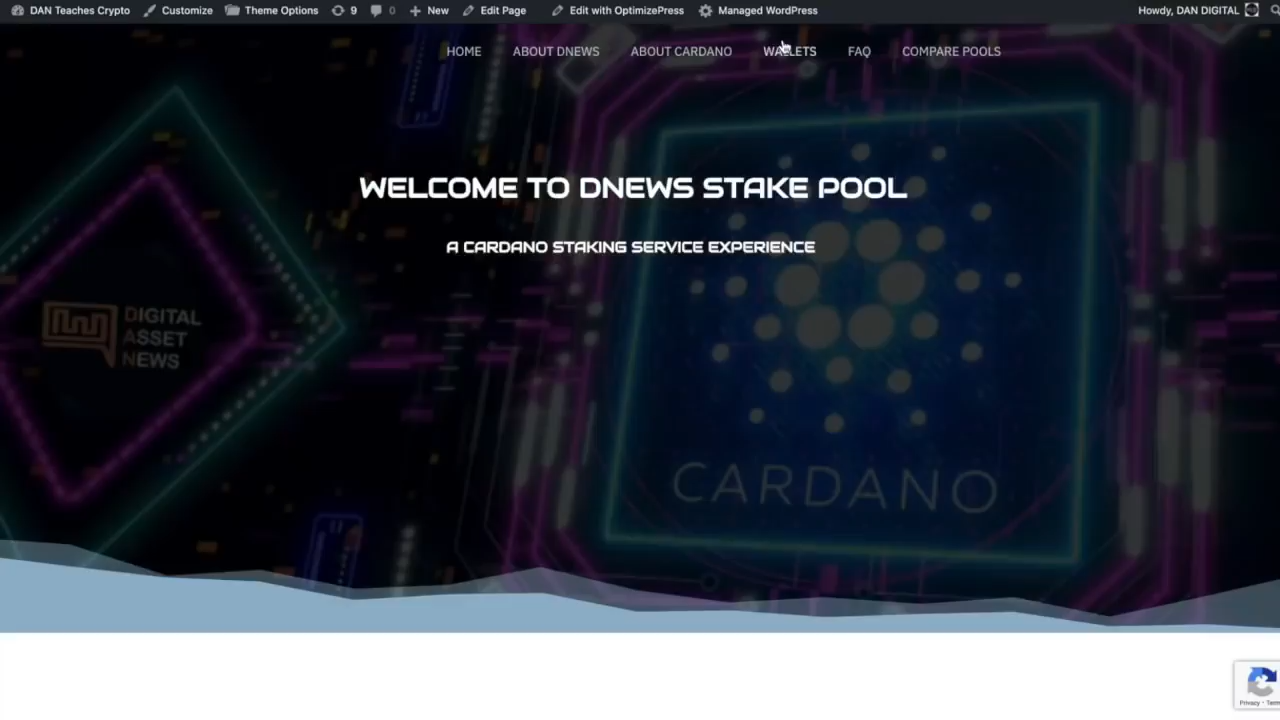 DAN Teaches Crypto Customize Theme Options 9 0 New Edit Page Edit with OptimizePress Managed WordPress Howdy, DAN DIGITAL
HOME ABOUT DNEWS ABOUT CARDANO WALLETS FAQ COMPARE POOLS
WELCOME TO DNEWS STAKE POOL
A CARDANO STAKING SERVICE EXPERIENCE
DIGITAL
ASSET
NEWS
CARDANO
Privacy